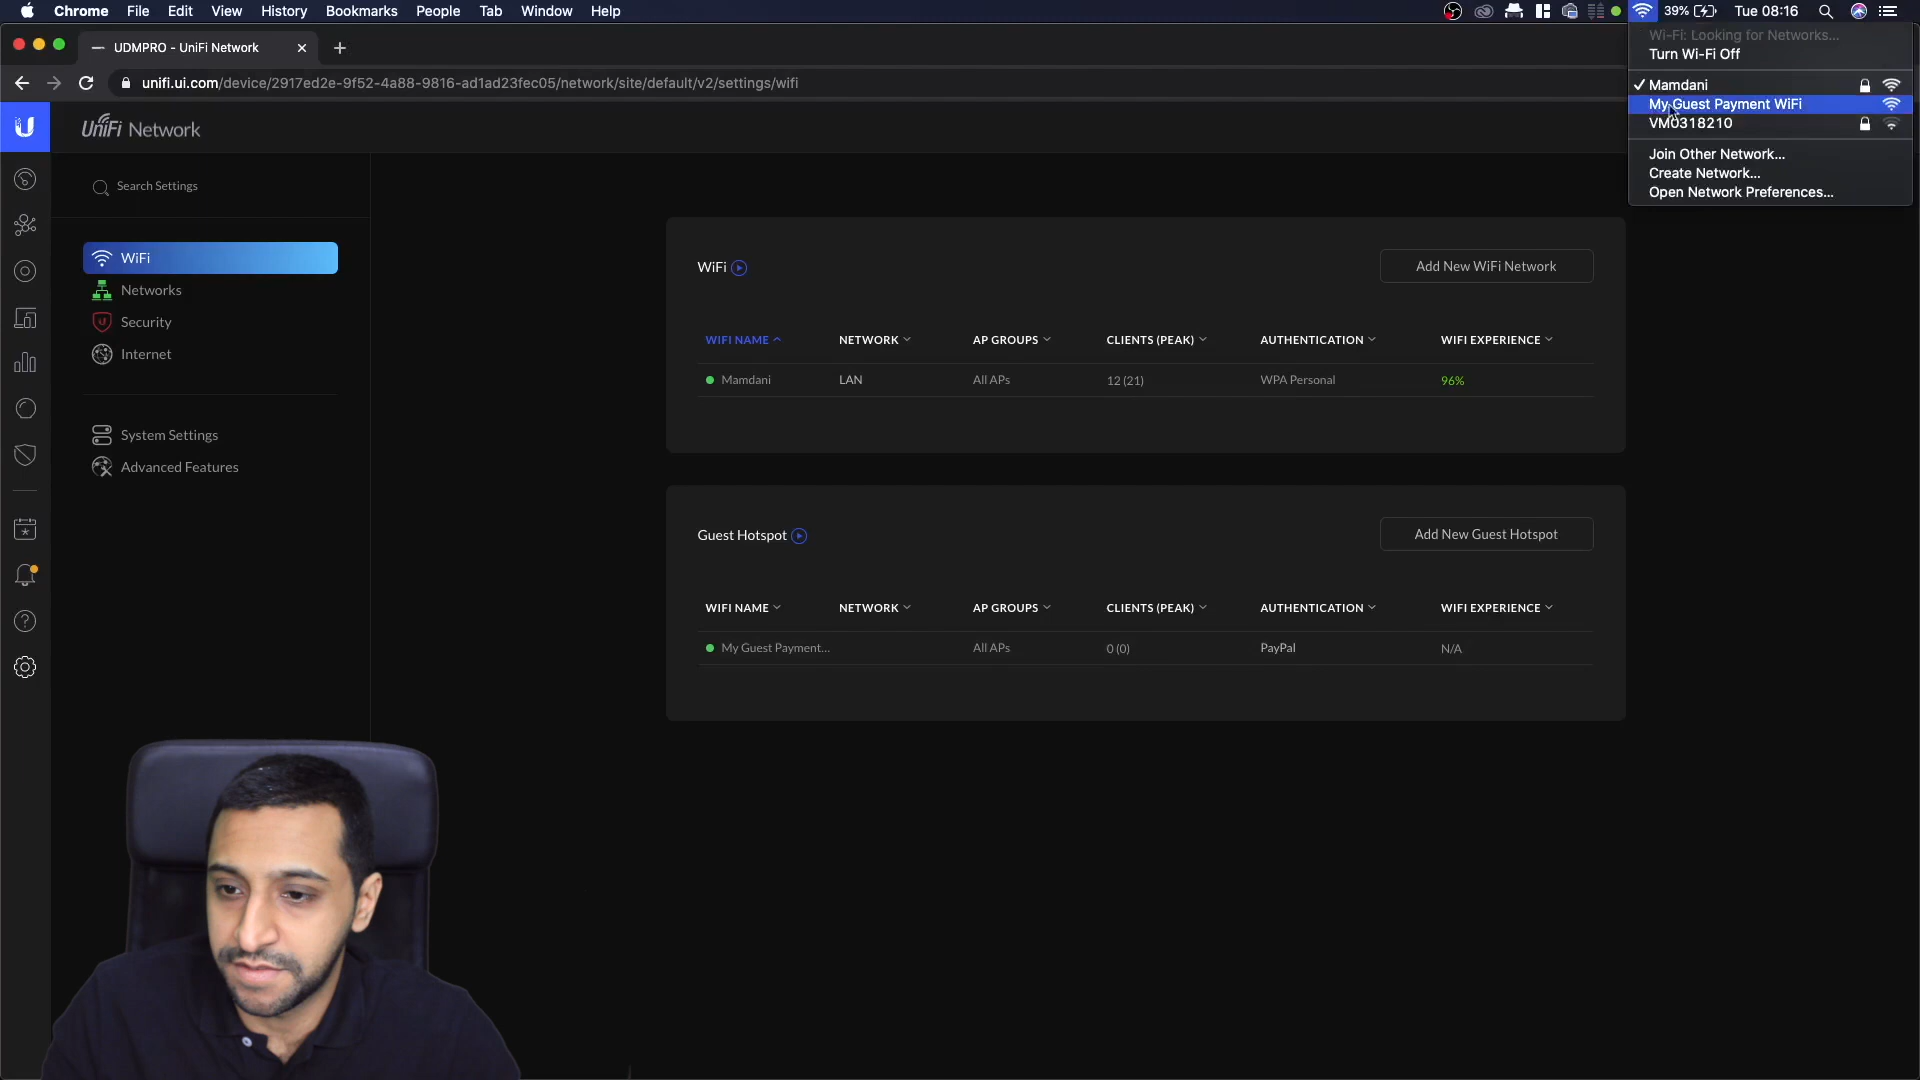 Chrome File Edit View History Bookmarks People Tab Window Help
39% Tue 08:16
UDMPRO - UniFi Network
unifi.ui.com/device/2917ed2e-9f52-4a88-9816-ad1ad23fec05/network/site/default/v2/settings/wifi
Wi-Fi: Looking for Networks...
Turn Wi-Fi Off
Mamdani
My Guest Payment WiFi
VM0318210
Join Other Network...
Create Network...
Open Network Preferences...
UniFi Network
Search Settings
WiFi
Networks
Security
Internet
System Settings
Advanced Features
WiFi
Add New WiFi Network
WIFI NAME NETWORK AP GROUPS CLIENTS (PEAK) AUTHENTICATION WIFI EXPERIENCE
Mamdani LAN All APs 12 (21) WPA Personal 96%
Guest Hotspot
Add New Guest Hotspot
WIFI NAME NETWORK AP GROUPS CLIENTS (PEAK) AUTHENTICATION WIFI EXPERIENCE
My Guest Payment... All APs 0 (0) PayPal N/A